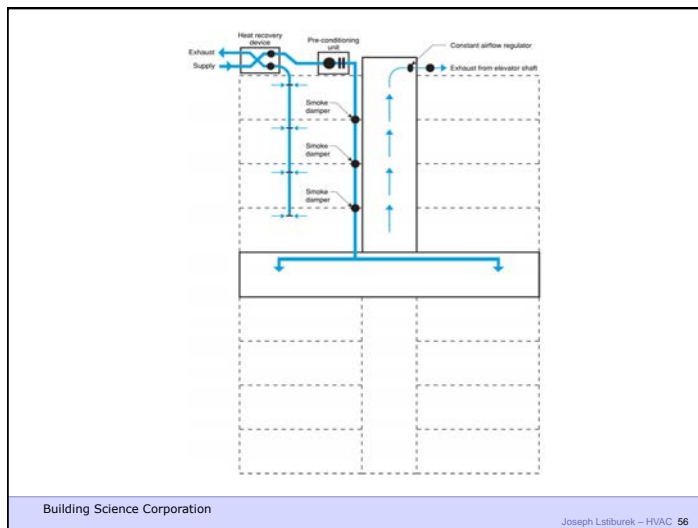 Heat recovery
device
Pre-conditioning
unit
Constant airflow regulator
Exhaust
Supply
Exhaust from elevator shaft
Smoke
damper
Smoke
damper
Smoke
damper
Building Science Corporation
Joseph Lstiburek – HVAC 56